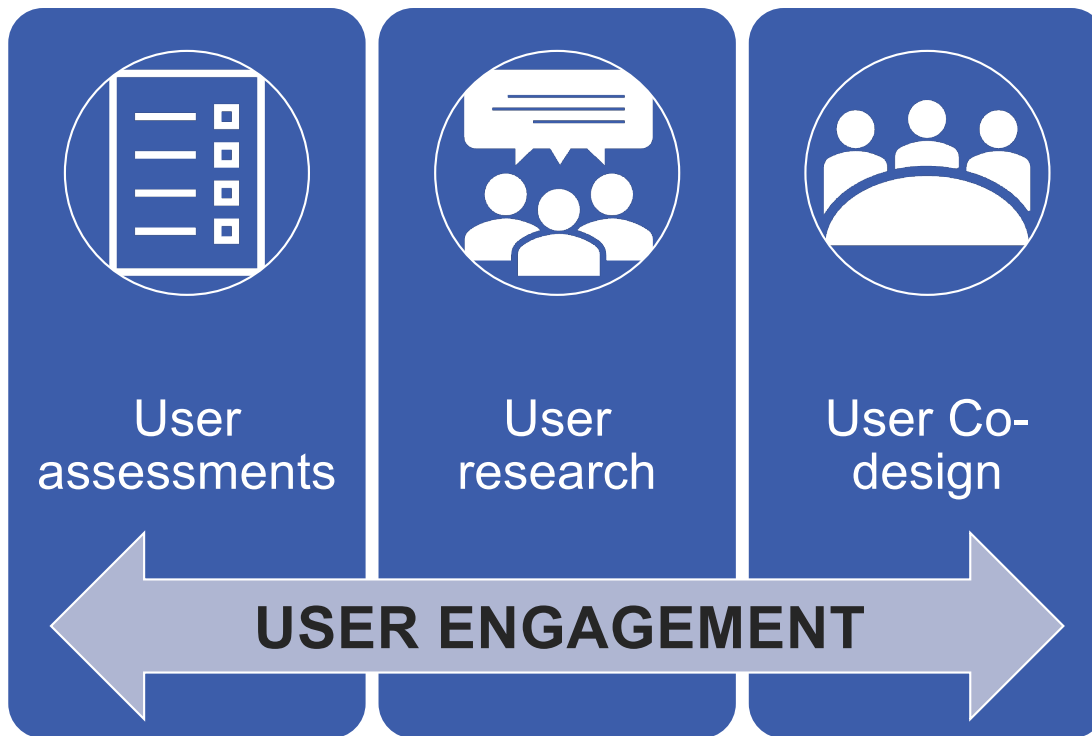 User
assessments
User
research
User Co-
design
USER ENGAGEMENT